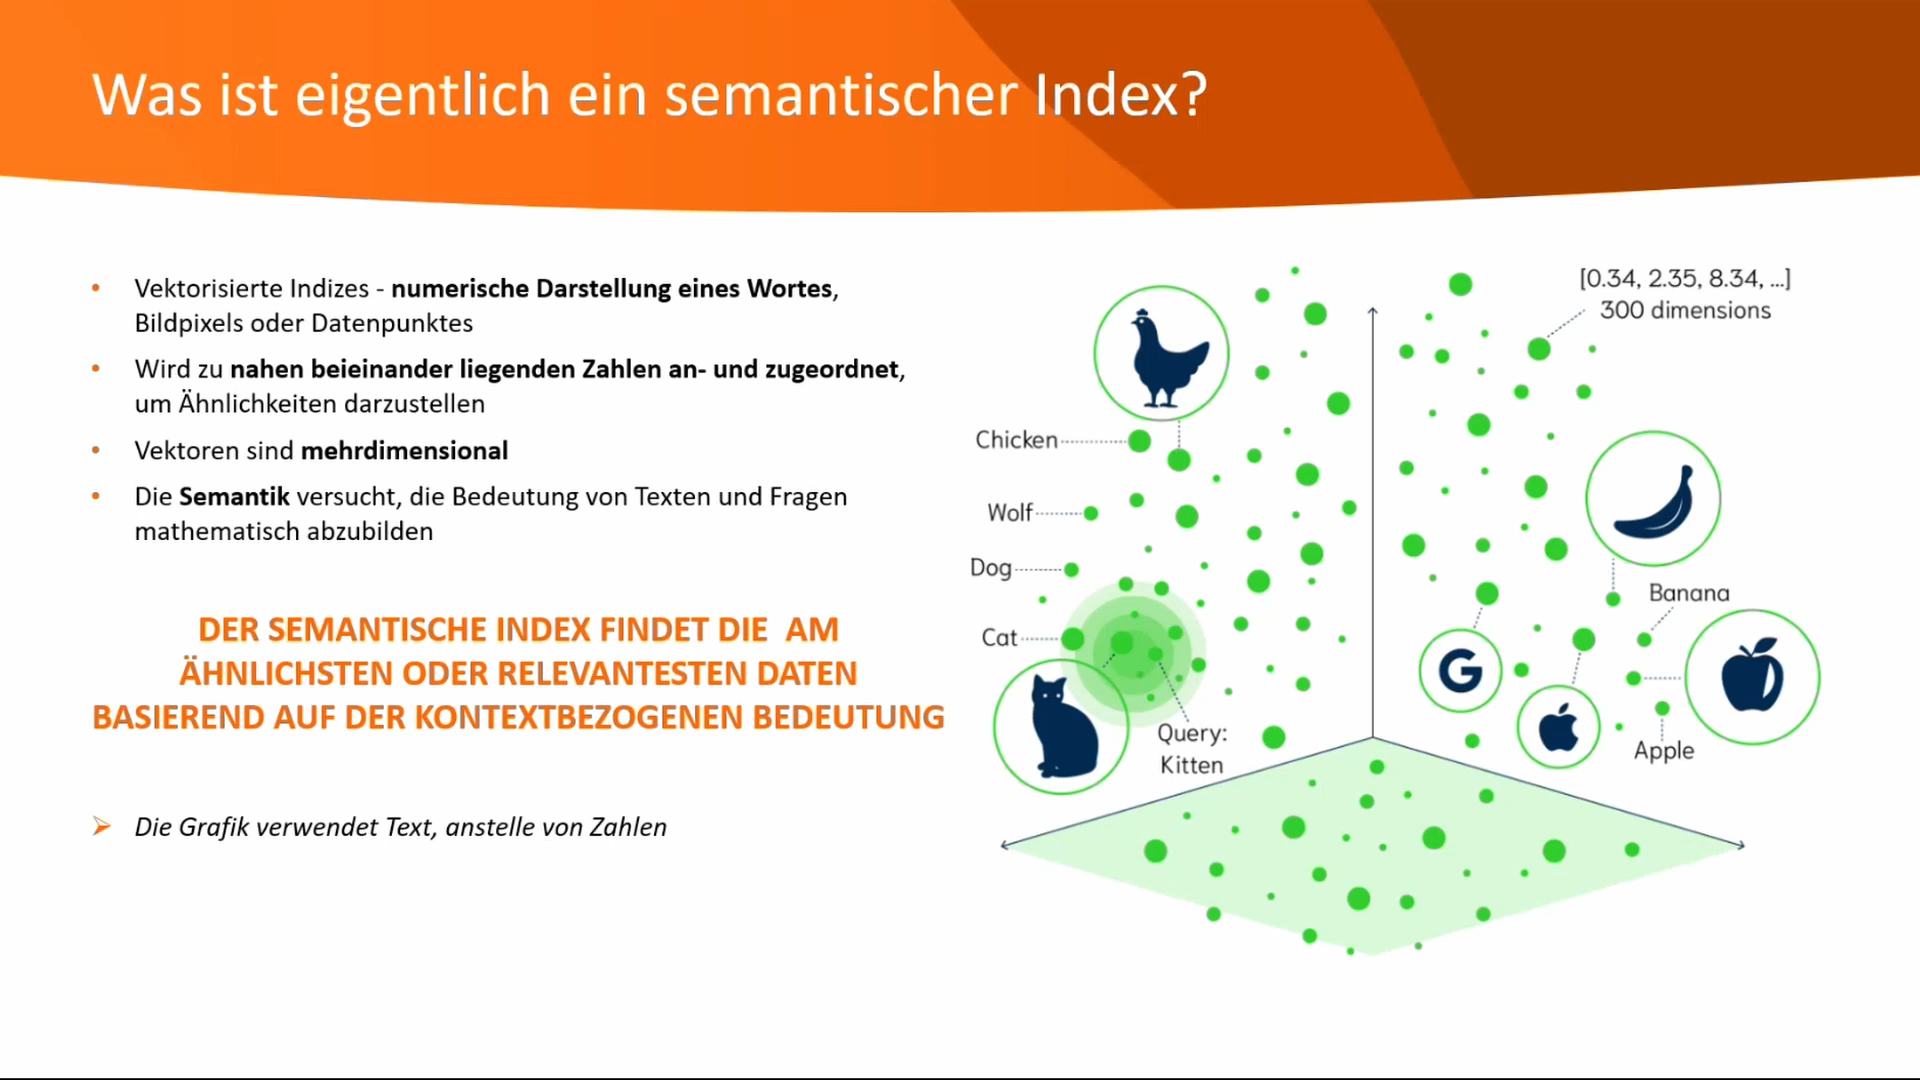 Was ist eigentlich ein semantischer Index?
• Vektorisierte Indizes - numerische Darstellung eines Wortes,
Bildpixels oder Datenpunktes
• Wird zu nahen beieinander liegenden Zahlen an- und zugeordnet,
um Ähnlichkeiten darzustellen
• Vektoren sind mehrdimensional
• Die Semantik versucht, die Bedeutung von Texten und Fragen
mathematisch abzubilden
DER SEMANTISCHE INDEX FINDET DIE  AM
ÄHNLICHSTEN ODER RELEVANTESTEN DATEN
BASIEREND AUF DER KONTEXTBEZOGENEN BEDEUTUNG
➢ Die Grafik verwendet Text, anstelle von Zahlen
[0.34, 2.35, 8.34, ...]
300 dimensions
Chicken
Wolf
Dog
Cat
Query:
Kitten
Banana
G
Apple